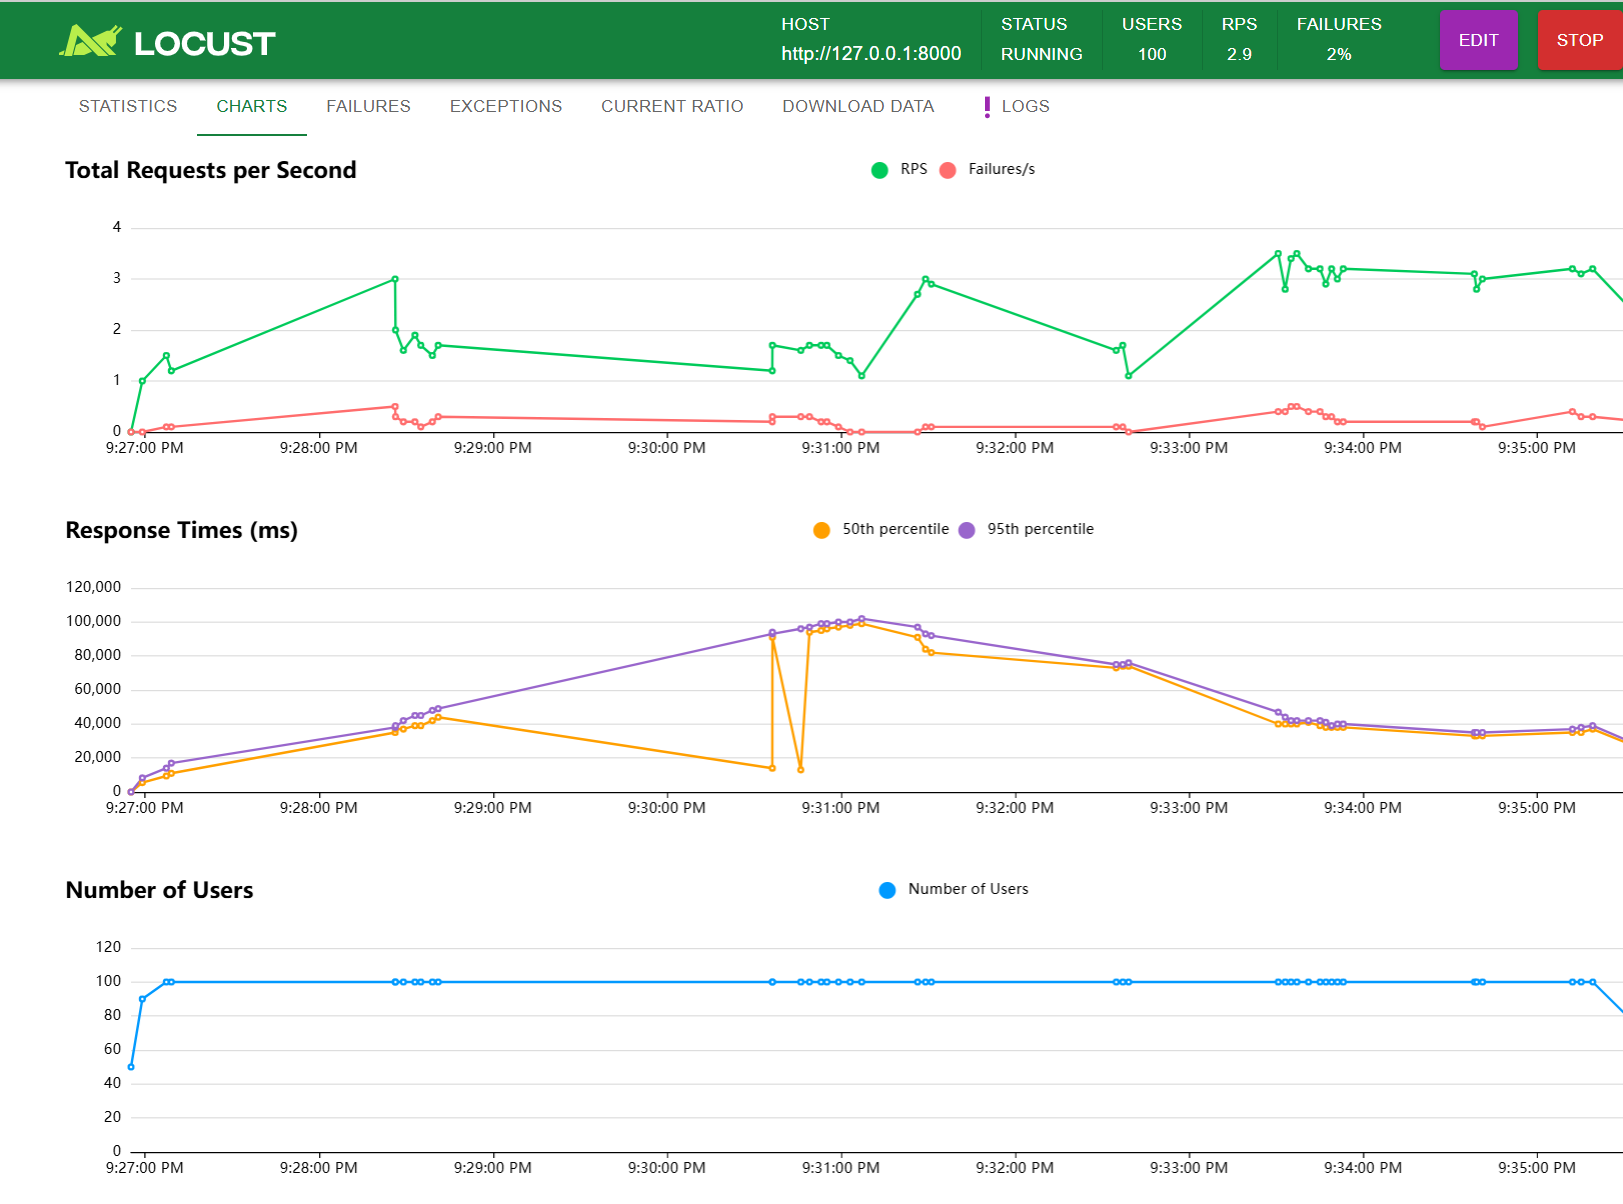 LOCUST
HOST
http://127.0.0.1:8000
STATUS
RUNNING
USERS
100
RPS
2.9
FAILURES
2%
EDIT
STOP
STATISTICS CHARTS FAILURES EXCEPTIONS CURRENT RATIO DOWNLOAD DATA LOGS
Total Requests per Second
RPS Failures/s
4
3
2
1
0
9:27:00 PM 9:28:00 PM 9:29:00 PM 9:30:00 PM 9:31:00 PM 9:32:00 PM 9:33:00 PM 9:34:00 PM 9:35:00 PM
Response Times (ms)
50th percentile 95th percentile
120,000
100,000
80,000
60,000
40,000
20,000
0
9:27:00 PM 9:28:00 PM 9:29:00 PM 9:30:00 PM 9:31:00 PM 9:32:00 PM 9:33:00 PM 9:34:00 PM 9:35:00 PM
Number of Users
Number of Users
120
100
80
60
40
20
0
9:27:00 PM 9:28:00 PM 9:29:00 PM 9:30:00 PM 9:31:00 PM 9:32:00 PM 9:33:00 PM 9:34:00 PM 9:35:00 PM